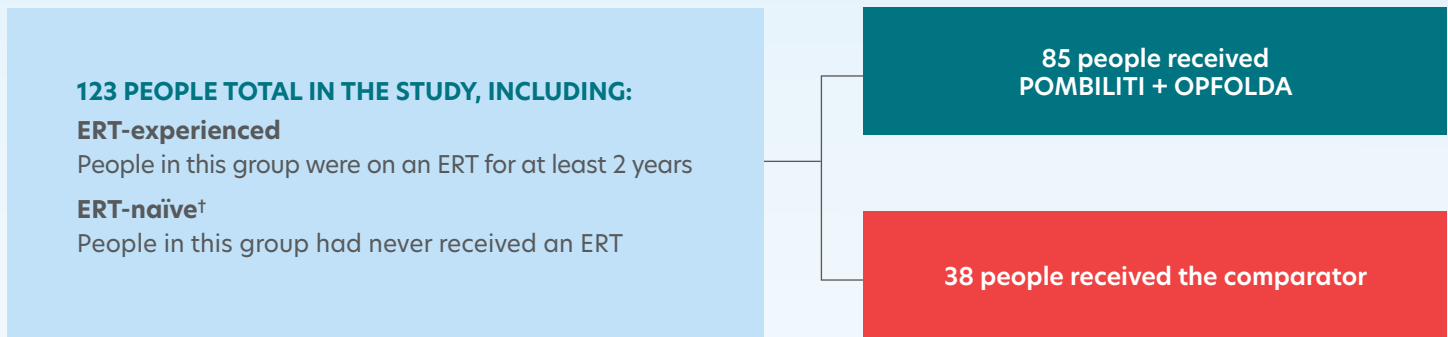 123 PEOPLE TOTAL IN THE STUDY, INCLUDING:
ERT-experienced
People in this group were on an ERT for at least 2 years
ERT-naïve†
People in this group had never received an ERT
85 people received
POMBILITI + OPFOLDA
38 people received the comparator